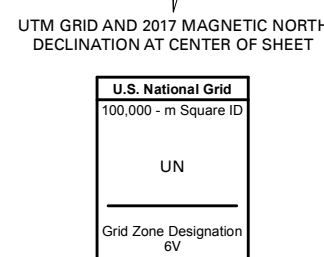 UTM GRID AND 2017 MAGNETIC NORTH
DECLINATION AT CENTER OF SHEET
U.S. National Grid
100,000 - m Square ID
UN
Grid Zone Designation
6V